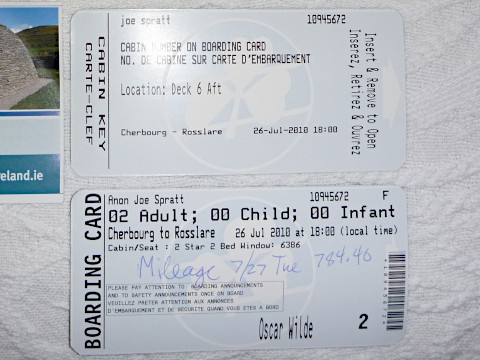 joe spratt 10945672
CABIN NUMBER ON BOARDING CARD
NO. DE CABINE SUR CARTE D'EMBARQUEMENT
Location: Deck 6 Aft
Cherbourg - Rosslare 26-Jul-2010 18:00
CABIN KEY
CARTE-CLEF
Insert & Remove to Open
Inserez, Retirez & Ouvrez
reland.ie
BOARDING CARD
Anon Joe Spratt 10945672 F
02 Adult; 00 Child; 00 Infant
Cherbourg to Rosslare 26 Jul 2010 at 18:00 (local time)
Cabin/Seat : 2 Star 2 Bed Window: 6386
Mileage 7/27 Tue 784.40
PLEASE PAY ATTENTION TO BOARDING ANNOUNCEMENTS
AND TO SAFETY ANNOUNCEMENTS ONCE ON BOARD
VEUILLEZ PRETER ATTENTION AUX ANNONCES
D'EMBARQUEMENT ET DE SECURITE QUAND VOUS ETES A BORD
Oscar Wilde 2